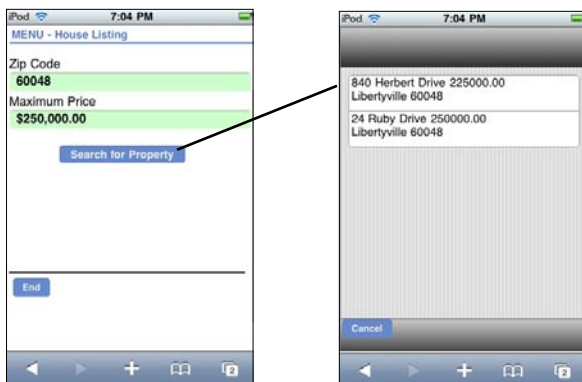 iPod 7:04 PM
MENU - House Listing
Zip Code
60048
Maximum Price
$250,000.00
Search for Property
End
2
iPod 7:04 PM
840 Herbert Drive 225000.00
Libertyville 60048
24 Ruby Drive 250000.00
Libertyville 60048
Cancel
2